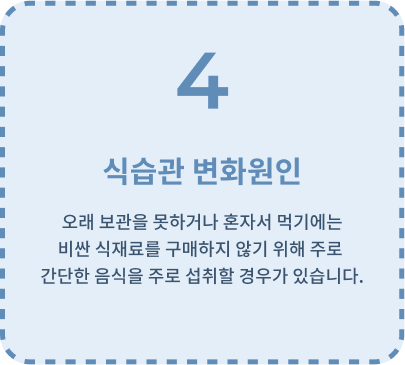 4
식습관 변화원인
오래 보관을 못하거나 혼자서 먹기에는
비싼 식재료를 구매하지 않기 위해 주로
간단한 음식을 주로 섭취할 경우가 있습니다.